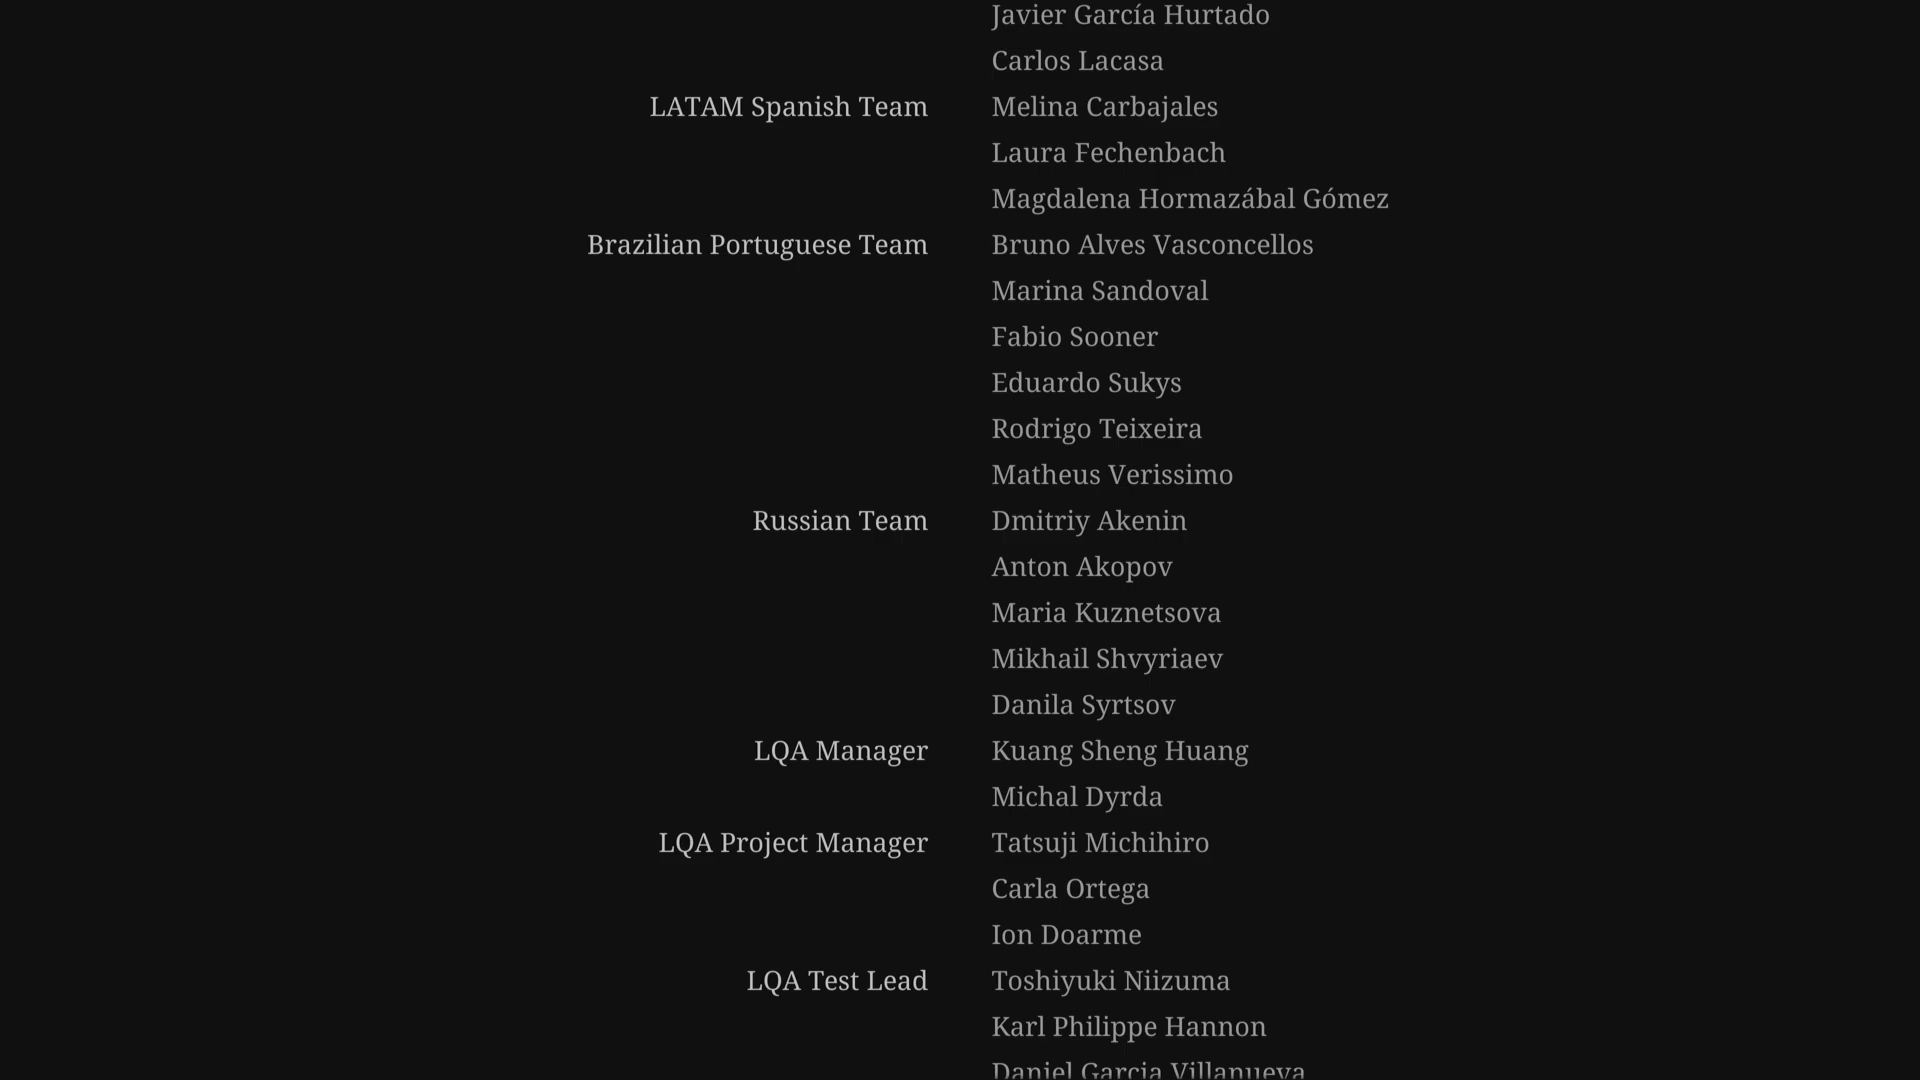 Javier García Hurtado
Carlos Lacasa
LATAM Spanish Team Melina Carbajales
Laura Fechenbach
Magdalena Hormazábal Gómez
Brazilian Portuguese Team Bruno Alves Vasconcellos
Marina Sandoval
Fabio Sooner
Eduardo Sukys
Rodrigo Teixeira
Matheus Verissimo
Russian Team Dmitriy Akenin
Anton Akopov
Maria Kuznetsova
Mikhail Shvyriaev
Danila Syrtsov
LQA Manager Kuang Sheng Huang
Michal Dyrda
LQA Project Manager Tatsuji Michihiro
Carla Ortega
Ion Doarme
LQA Test Lead Toshiyuki Niizuma
Karl Philippe Hannon
Daniel Garcia Villanueva